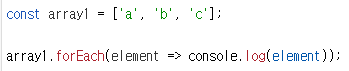 const array1 = ['a', 'b', 'c'];
array1.forEach(element => console.log(element));